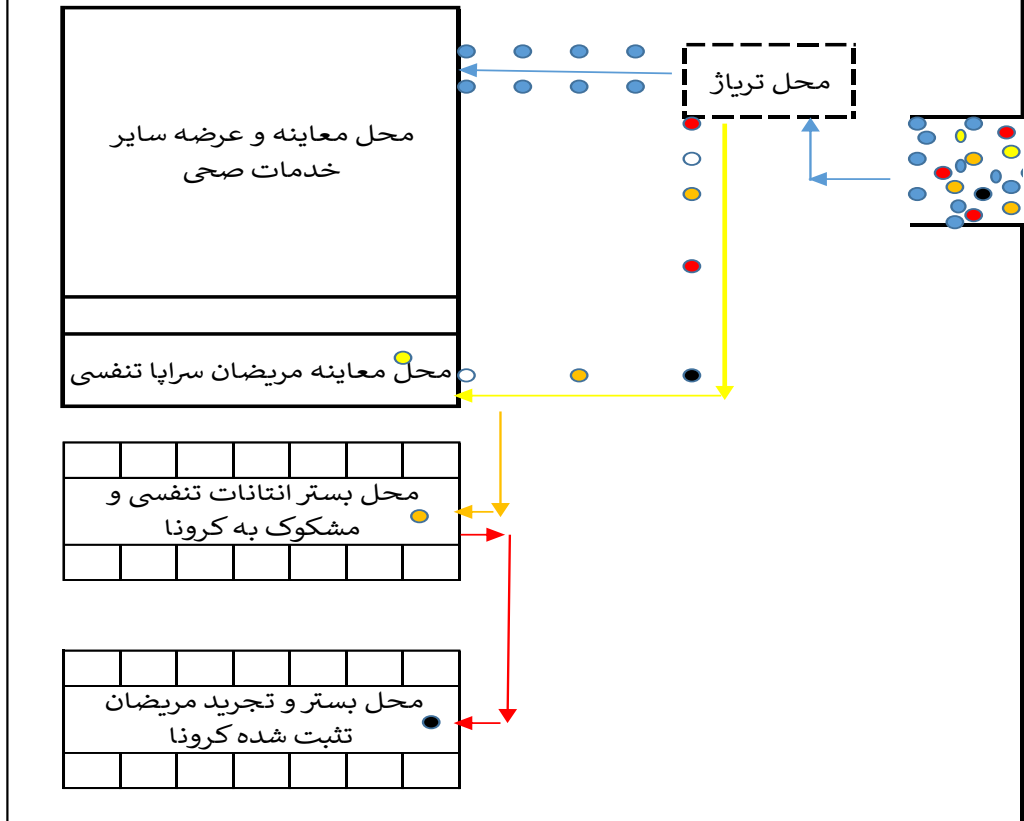 محل تریاژ
محل معاینه و عرضه سایر
خدمات صحی
محل معاینه مریضان سراپا تنفسی
محل بستر انتانات تنفسی و
مشکوک به کرونا
محل بستر و تجرید مریضان
تثبت شده کرونا